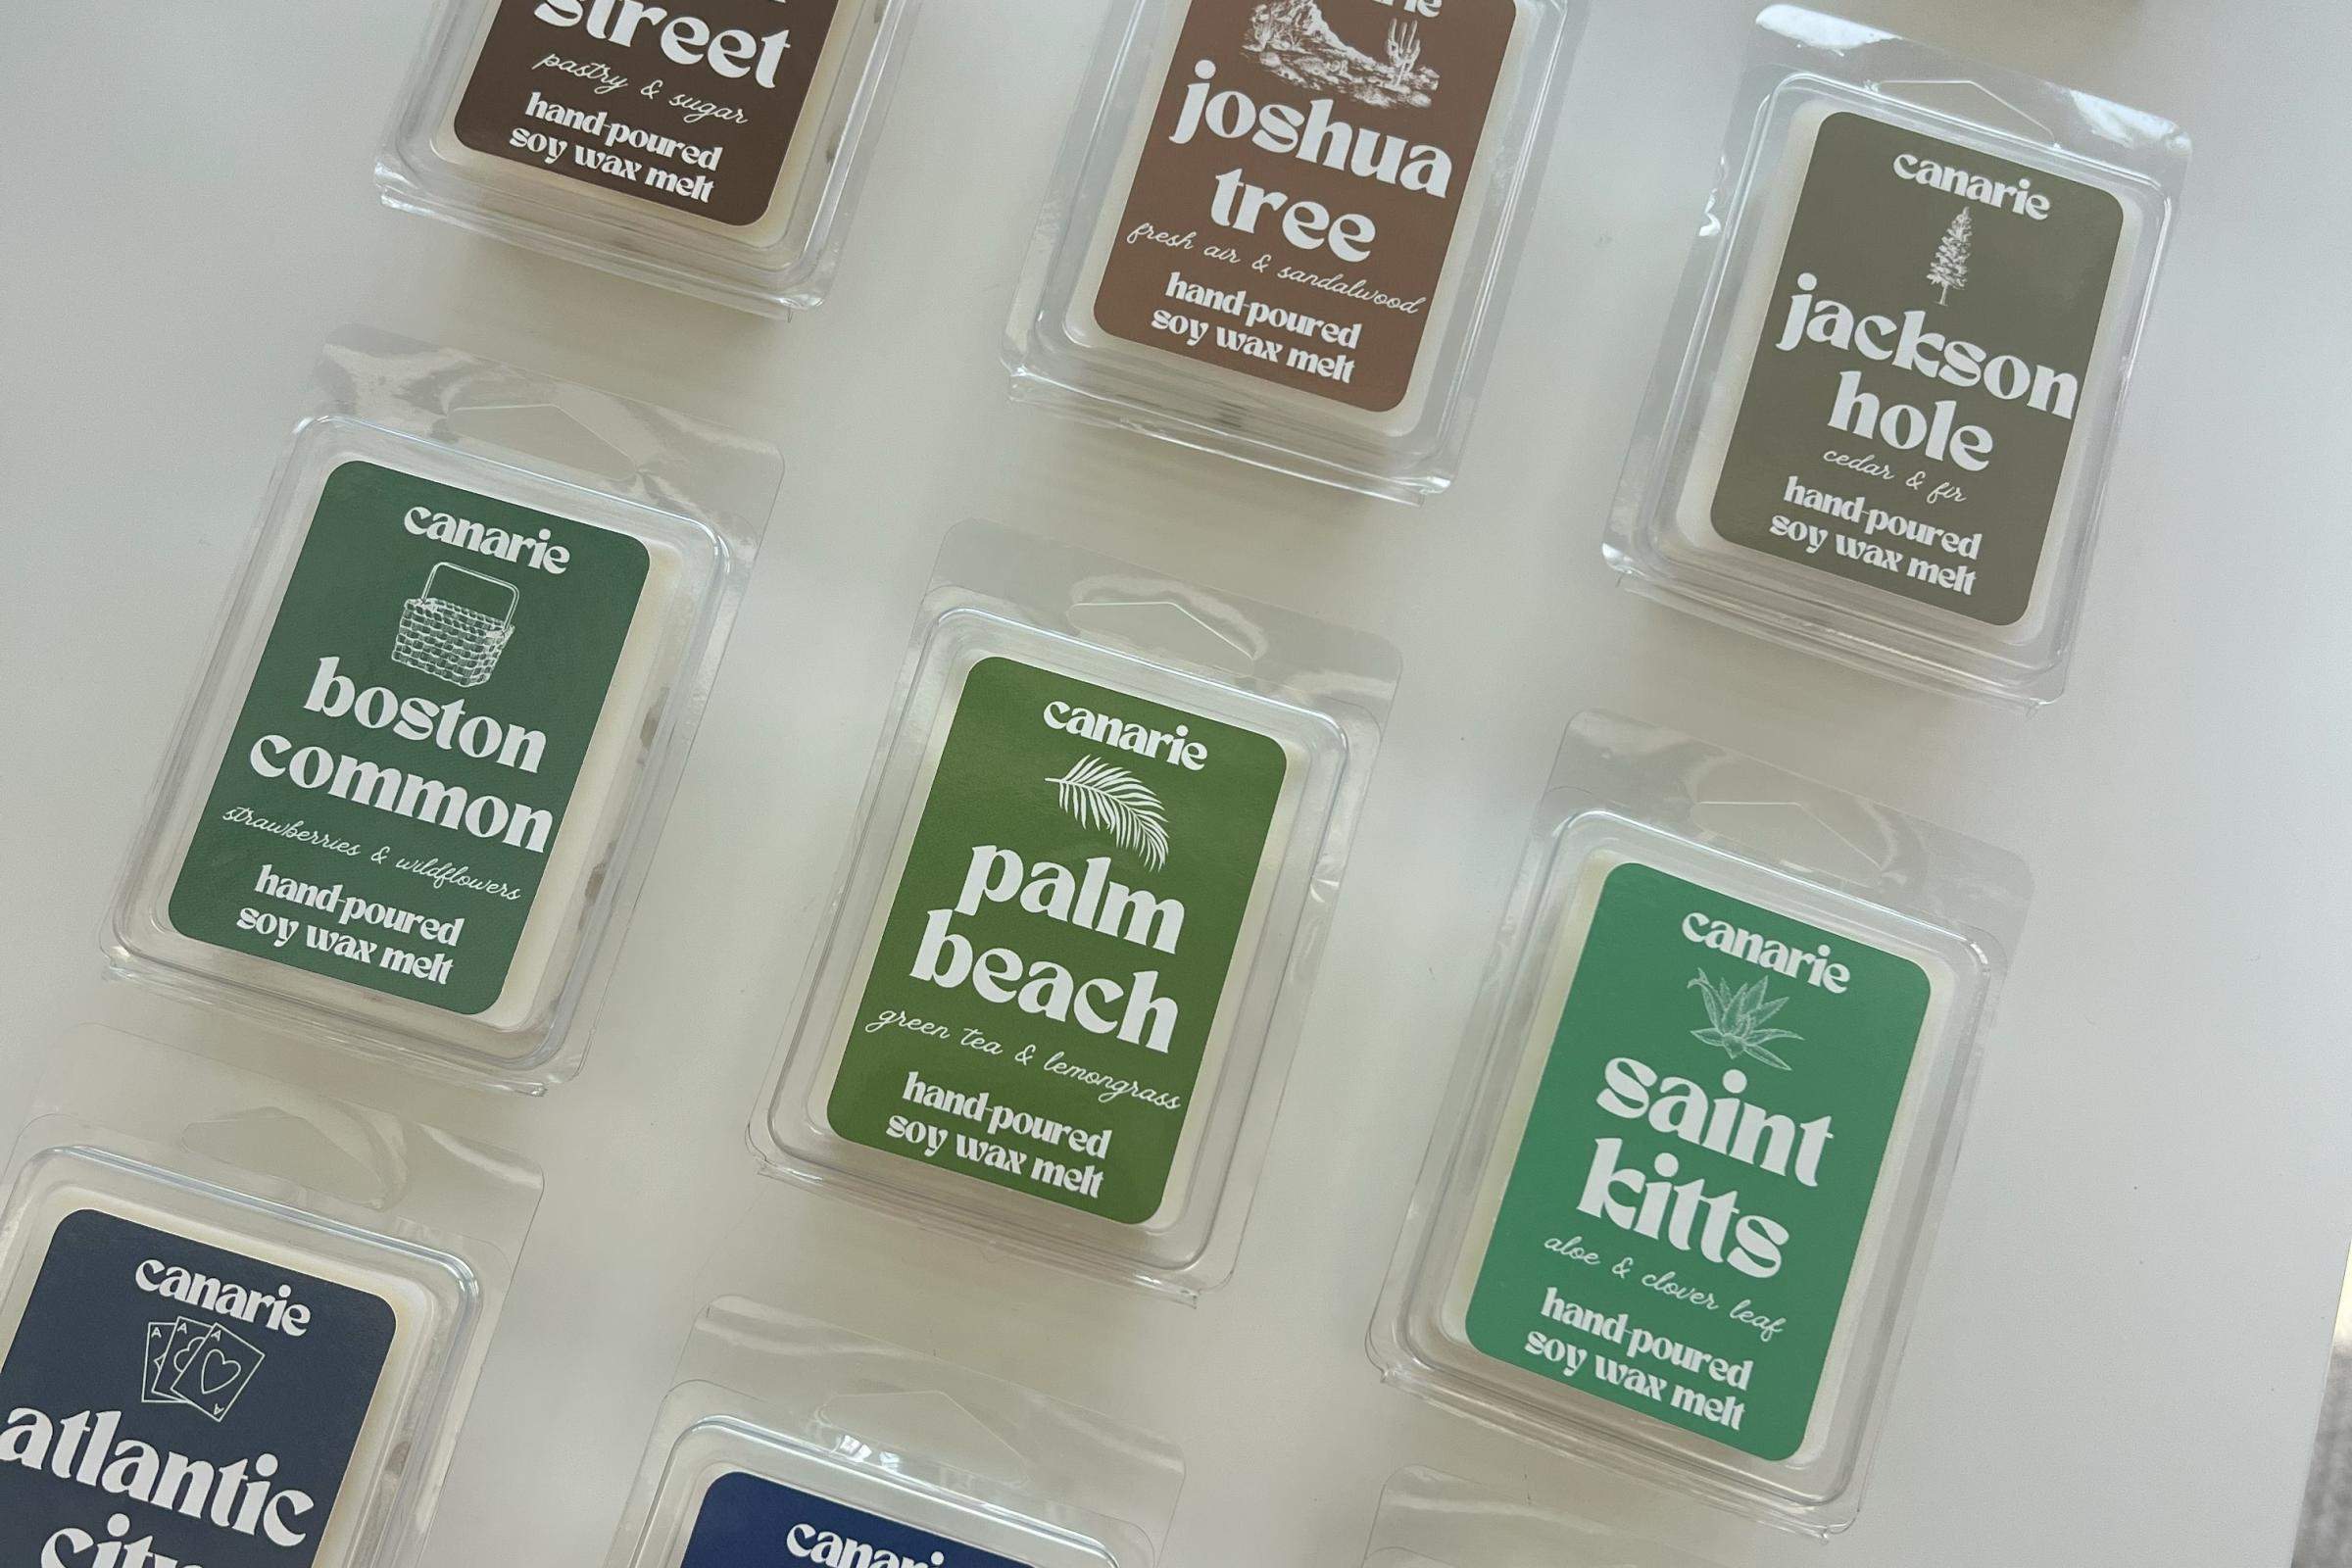 street
pastry & sugar
hand-poured
soy wax melt
joshua
tree
fresh air & sandalwood
hand-poured
soy wax melt
canarie
jackson
hole
cedar & fir
hand-poured
soy wax melt
canarie
boston
common
strawberries & wildflowers
hand-poured
soy wax melt
canarie
palm
beach
green tea & lemongrass
hand-poured
soy wax melt
canarie
saint
kitts
aloe & clover leaf
hand-poured
soy wax melt
canarie
A A A
A
atlantic
city
canarie